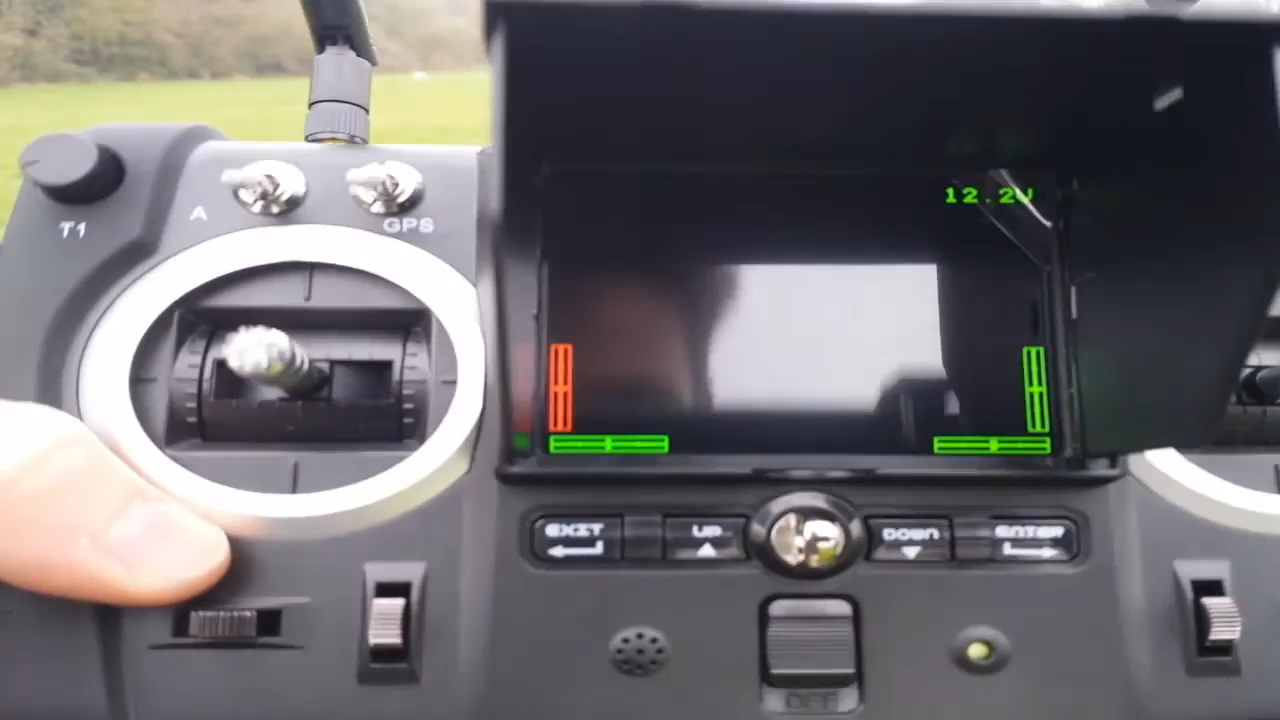 12.2V
A
GPS
T1
EXIT
UP
DOWN
ENTER
OFF